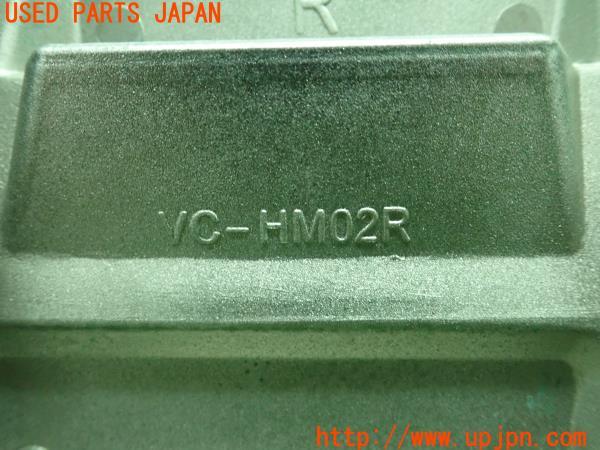 USED PARTS JAPAN
R
VC-HM02R
http://www.upjpn.com/